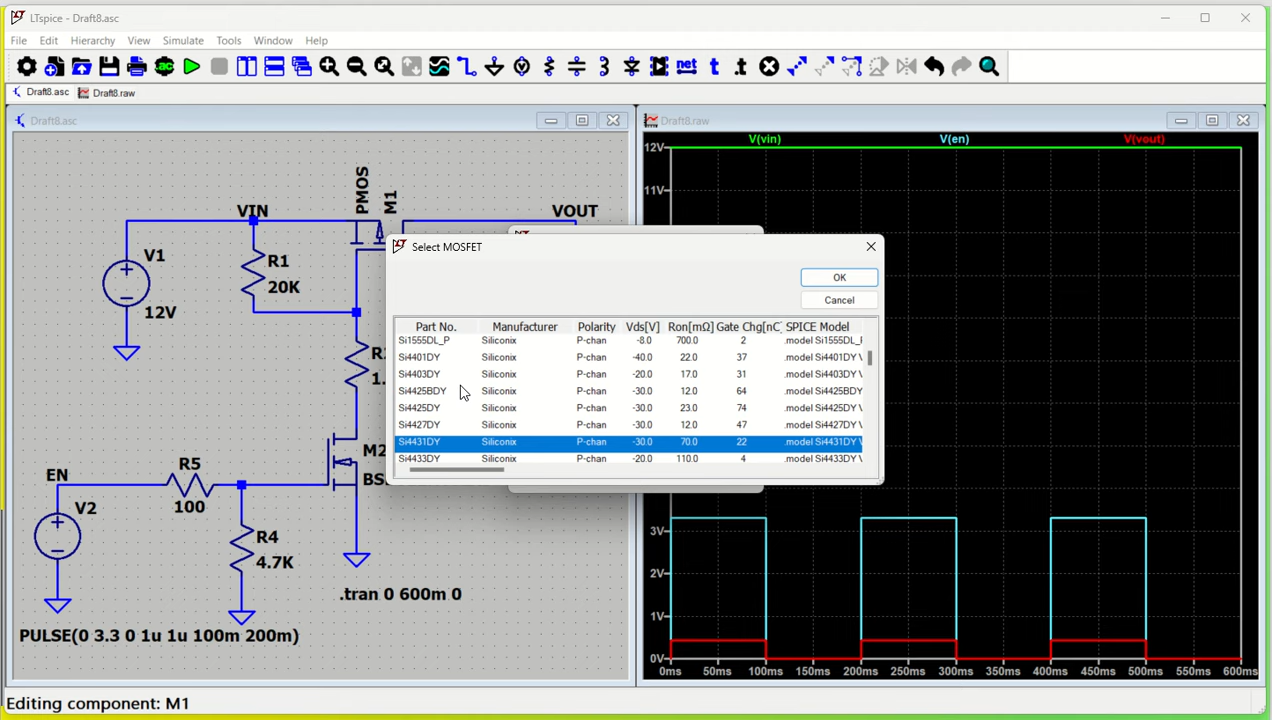 LTspice - Draft8.asc
File Edit Hierarchy View Simulate Tools Window Help
.ac
net t .t
Draft8.asc Draft8.raw
Draft8.asc
PMOS
M1
VIN
VOUT
V1
12V
R1
20K
1.
M2
BS
EN
R5
100
V2
R4
4.7K
.tran 0 600m 0
PULSE(0 3.3 0 1u 1u 100m 200m)
Draft8.raw
V(vin) V(en) V(vout)
12V
11V
3V
2V
1V
0V
0ms 50ms 100ms 150ms 200ms 250ms 300ms 350ms 400ms 450ms 500ms 550ms 600ms
Select MOSFET
OK
Cancel
Part No. Manufacturer Polarity Vds[V] Ron[mΩ] Gate Chg[nC] SPICE Model
Si1555DL_P Siliconix P-chan -8.0 700.0 2 .model Si1555DL_
Si4401DY Siliconix P-chan -40.0 22.0 37 .model Si4401DY
Si4403DY Siliconix P-chan -20.0 17.0 31 .model Si4403DY
Si4425BDY Siliconix P-chan -30.0 12.0 64 .model Si4425BDY
Si4425DY Siliconix P-chan -30.0 23.0 74 .model Si4425DY
Si4427DY Siliconix P-chan -30.0 12.0 47 .model Si4427DY
Si4431DY Siliconix P-chan -30.0 70.0 22 .model Si4431DY
Si4433DY Siliconix P-chan -20.0 110.0 4 .model Si4433DY
Editing component: M1